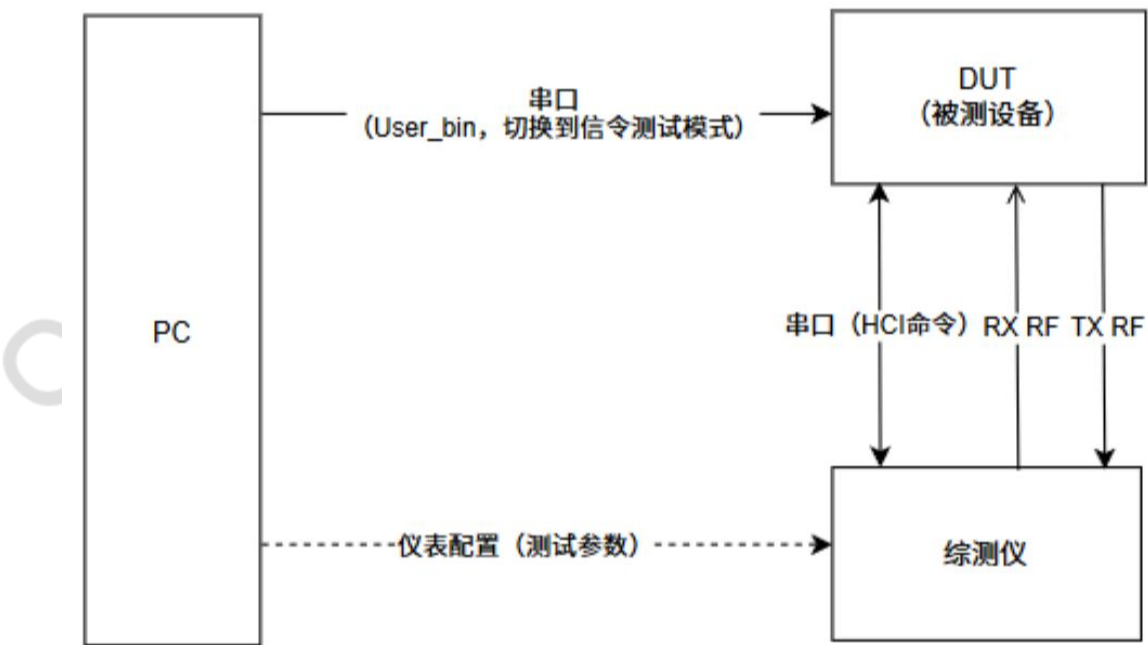 DUT
（被测设备）
串口
（User_bin，切换到信令测试模式）
PC
串口（HCI命令）
RX RF
TX RF
仪表配置（测试参数）
综测仪